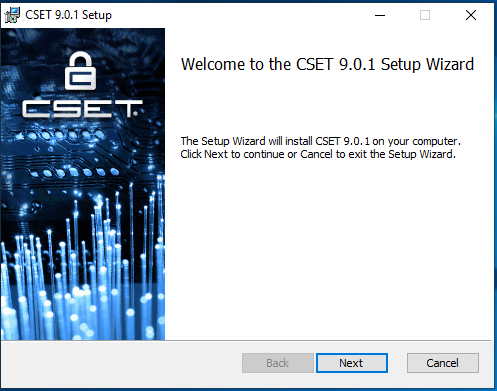 CSET 9.0.1 Setup
CSET®
Welcome to the CSET 9.0.1 Setup Wizard
The Setup Wizard will install CSET 9.0.1 on your computer.
Click Next to continue or Cancel to exit the Setup Wizard.
Back
Next
Cancel